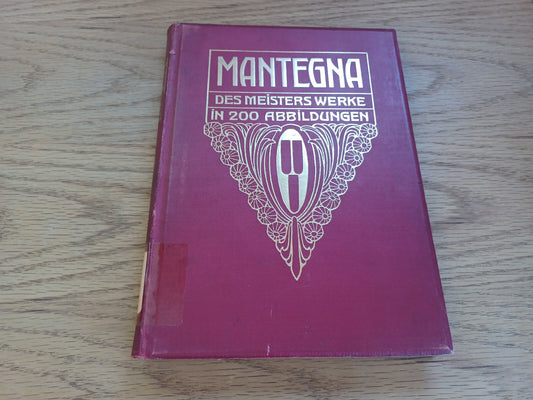 MANTEGNA
DES MEISTERS WERKE
IN 200 ABBILDUNGEN